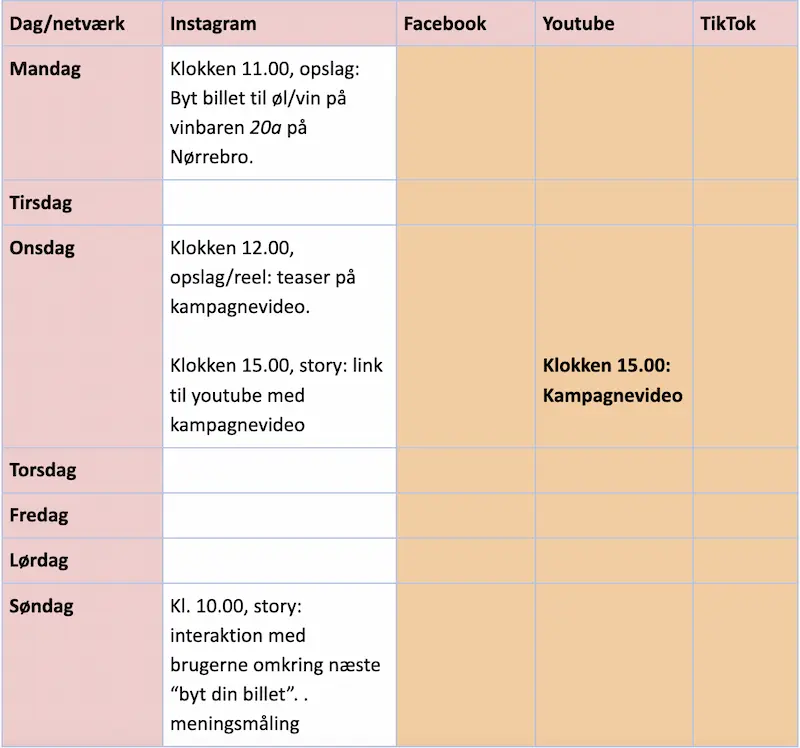 Dag/netværk Instagram Facebook Youtube TikTok
Mandag
Klokken 11.00, opslag:
Byt billet til øl/vin på
vinbaren 20a på
Nørrebro.
Tirsdag
Onsdag
Klokken 12.00,
opslag/reel: teaser på
kampagnevideo.
Klokken 15.00, story: link
til youtube med
kampagnevideo
Klokken 15.00:
Kampagnevideo
Torsdag
Fredag
Lørdag
Søndag
Kl. 10.00, story:
interaktion med
brugerne omkring næste
“byt din billet”. .
meningsmåling